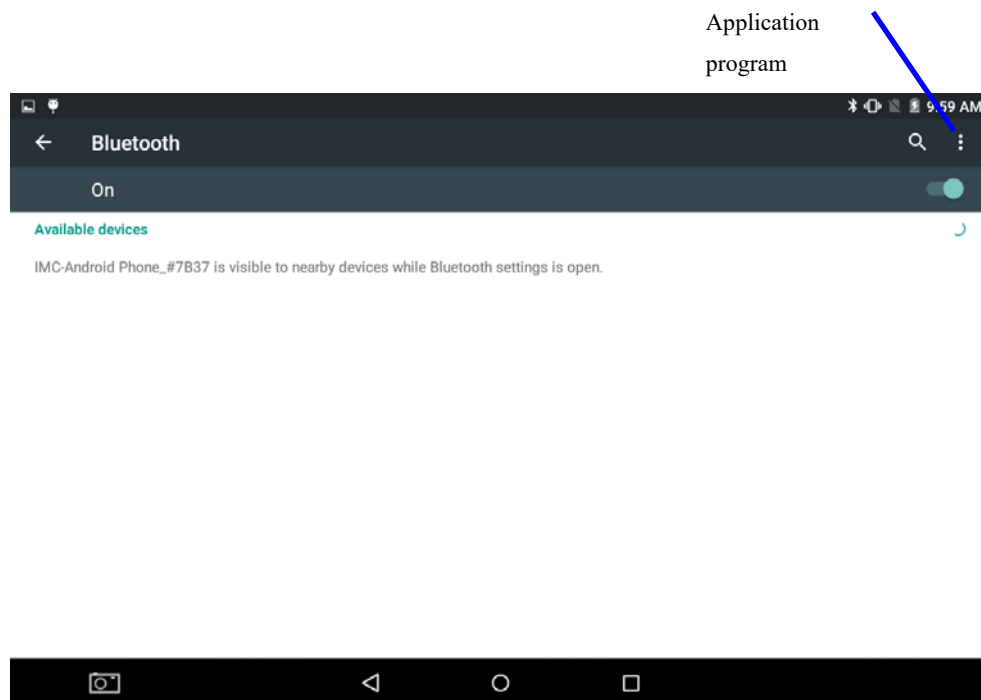 Application
program
9:59 AM
Bluetooth
On
Available devices
IMC-Android Phone_#7B37 is visible to nearby devices while Bluetooth settings is open.